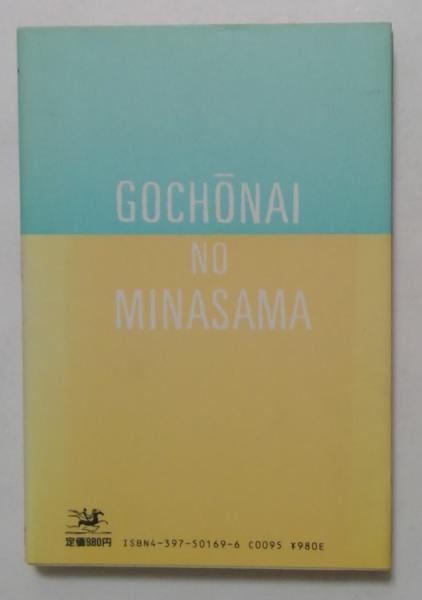 GOCHŌNAI
NO
MINASAMA
定価980円
ISBN4-397-50169-6 C0095 ¥980E